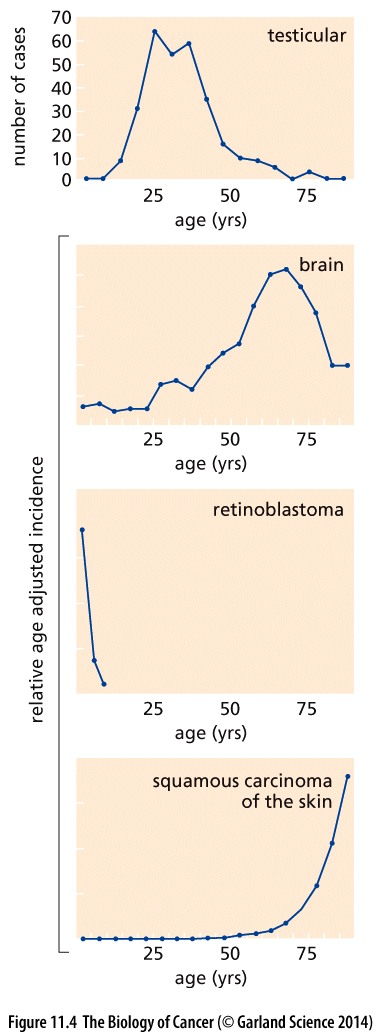 testicular
number of cases
70
60
50
40
30
20
10
0
25 50 75
age (yrs)
relative age adjusted incidence
brain
25 50 75
age (yrs)
retinoblastoma
25 50 75
age (yrs)
squamous carcinoma
of the skin
25 50 75
age (yrs)
Figure 11.4 The Biology of Cancer (© Garland Science 2014)